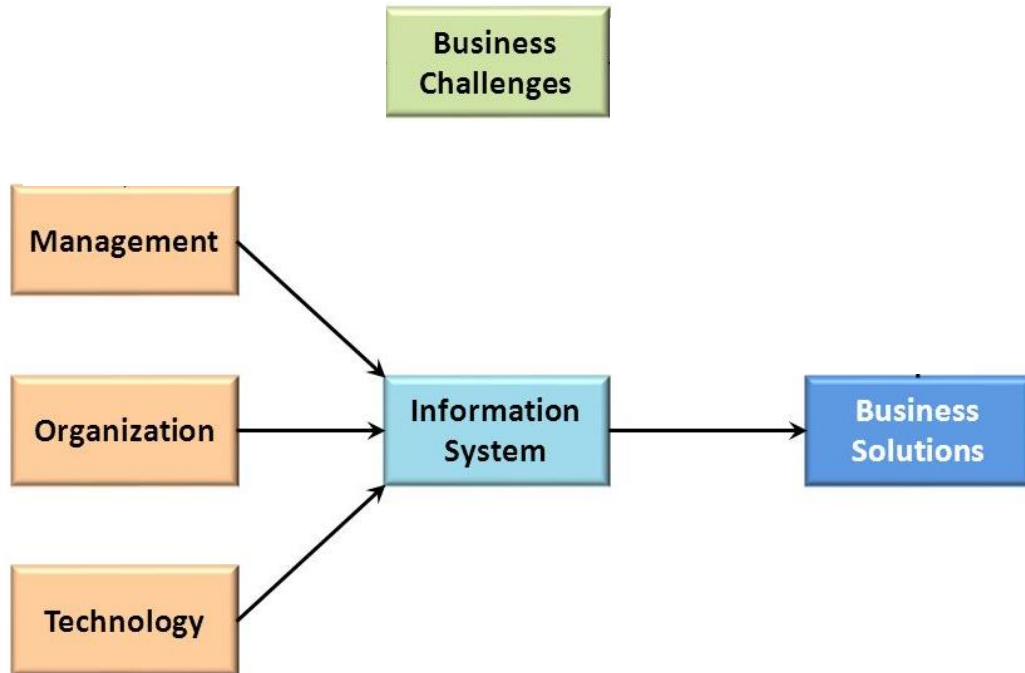 Business
Challenges
Management
Organization
Information
System
Business
Solutions
Technology